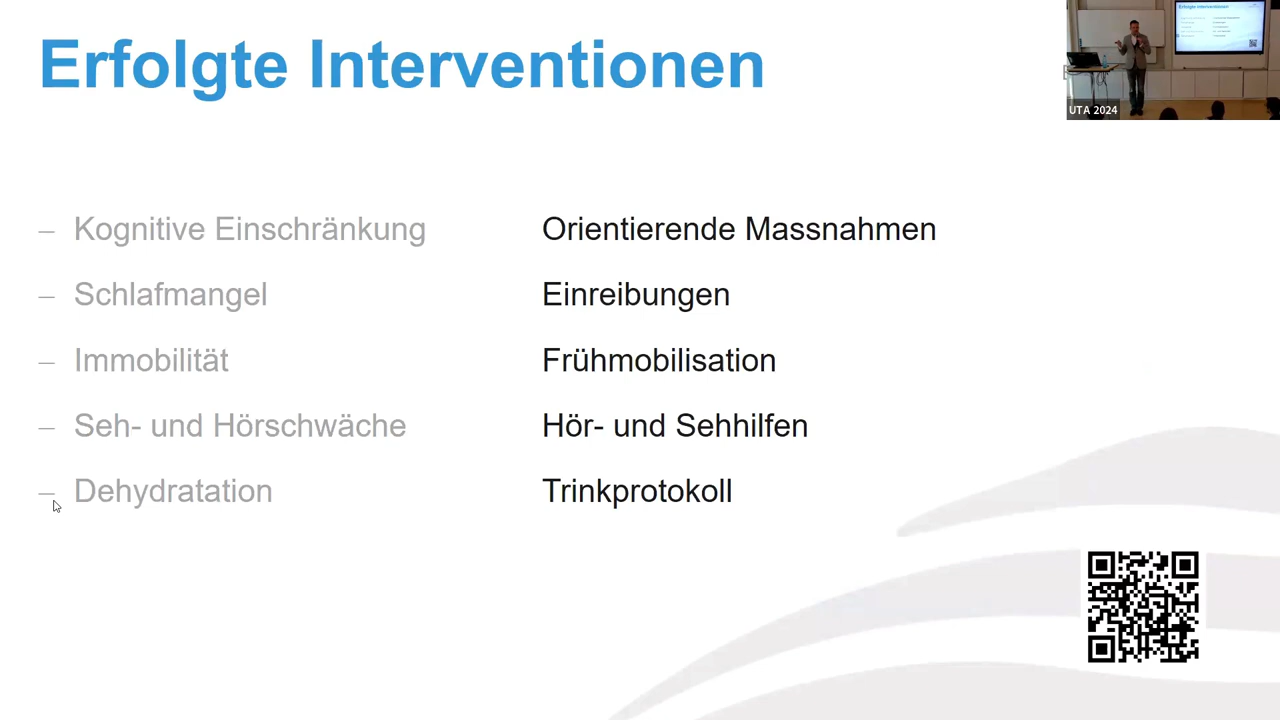 Erfolgte Interventionen
UTA 2024
– Kognitive Einschränkung Orientierende Massnahmen
– Schlafmangel Einreibungen
– Immobilität Frühmobilisation
– Seh- und Hörschwäche Hör- und Sehhilfen
– Dehydratation Trinkprotokoll